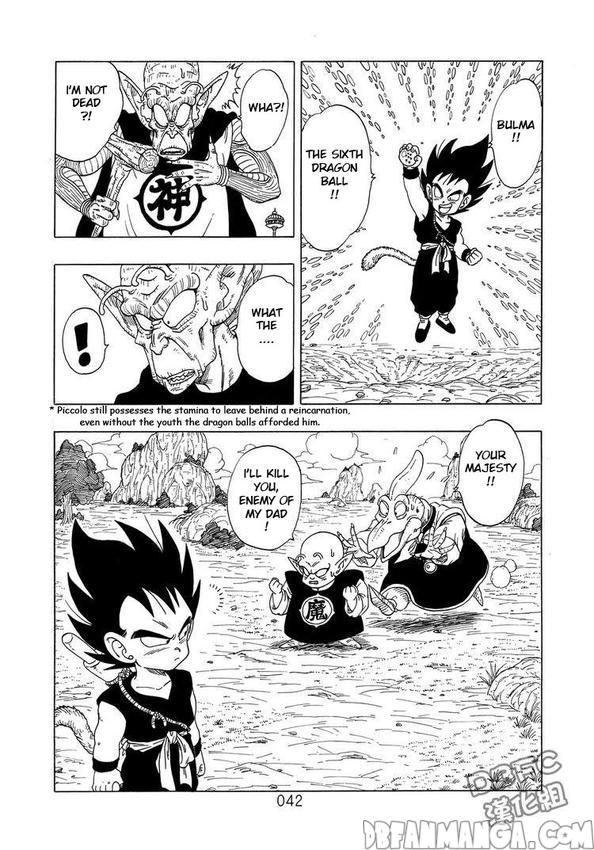 BULMA
!!
THE SIXTH
DRAGON
BALL
!!
WHA?!
I'M NOT
DEAD
?!
神
WHAT
THE
....
!
* Piccolo still possesses the stamina to leave behind a reincarnation,
even without the youth the dragon balls afforded him.
YOUR
MAJESTY
!!
I'LL KILL
YOU,
ENEMY OF
MY DAD
!
魔
042
漢化組
DBFANMANGA.COM